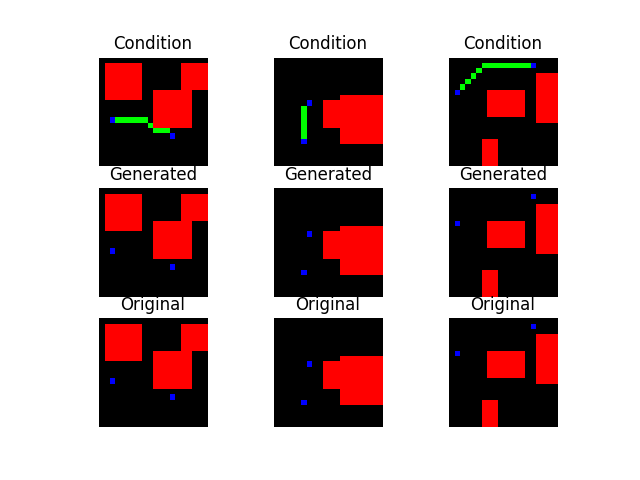 Condition Condition Condition
Generated Generated Generated
Original Original Original